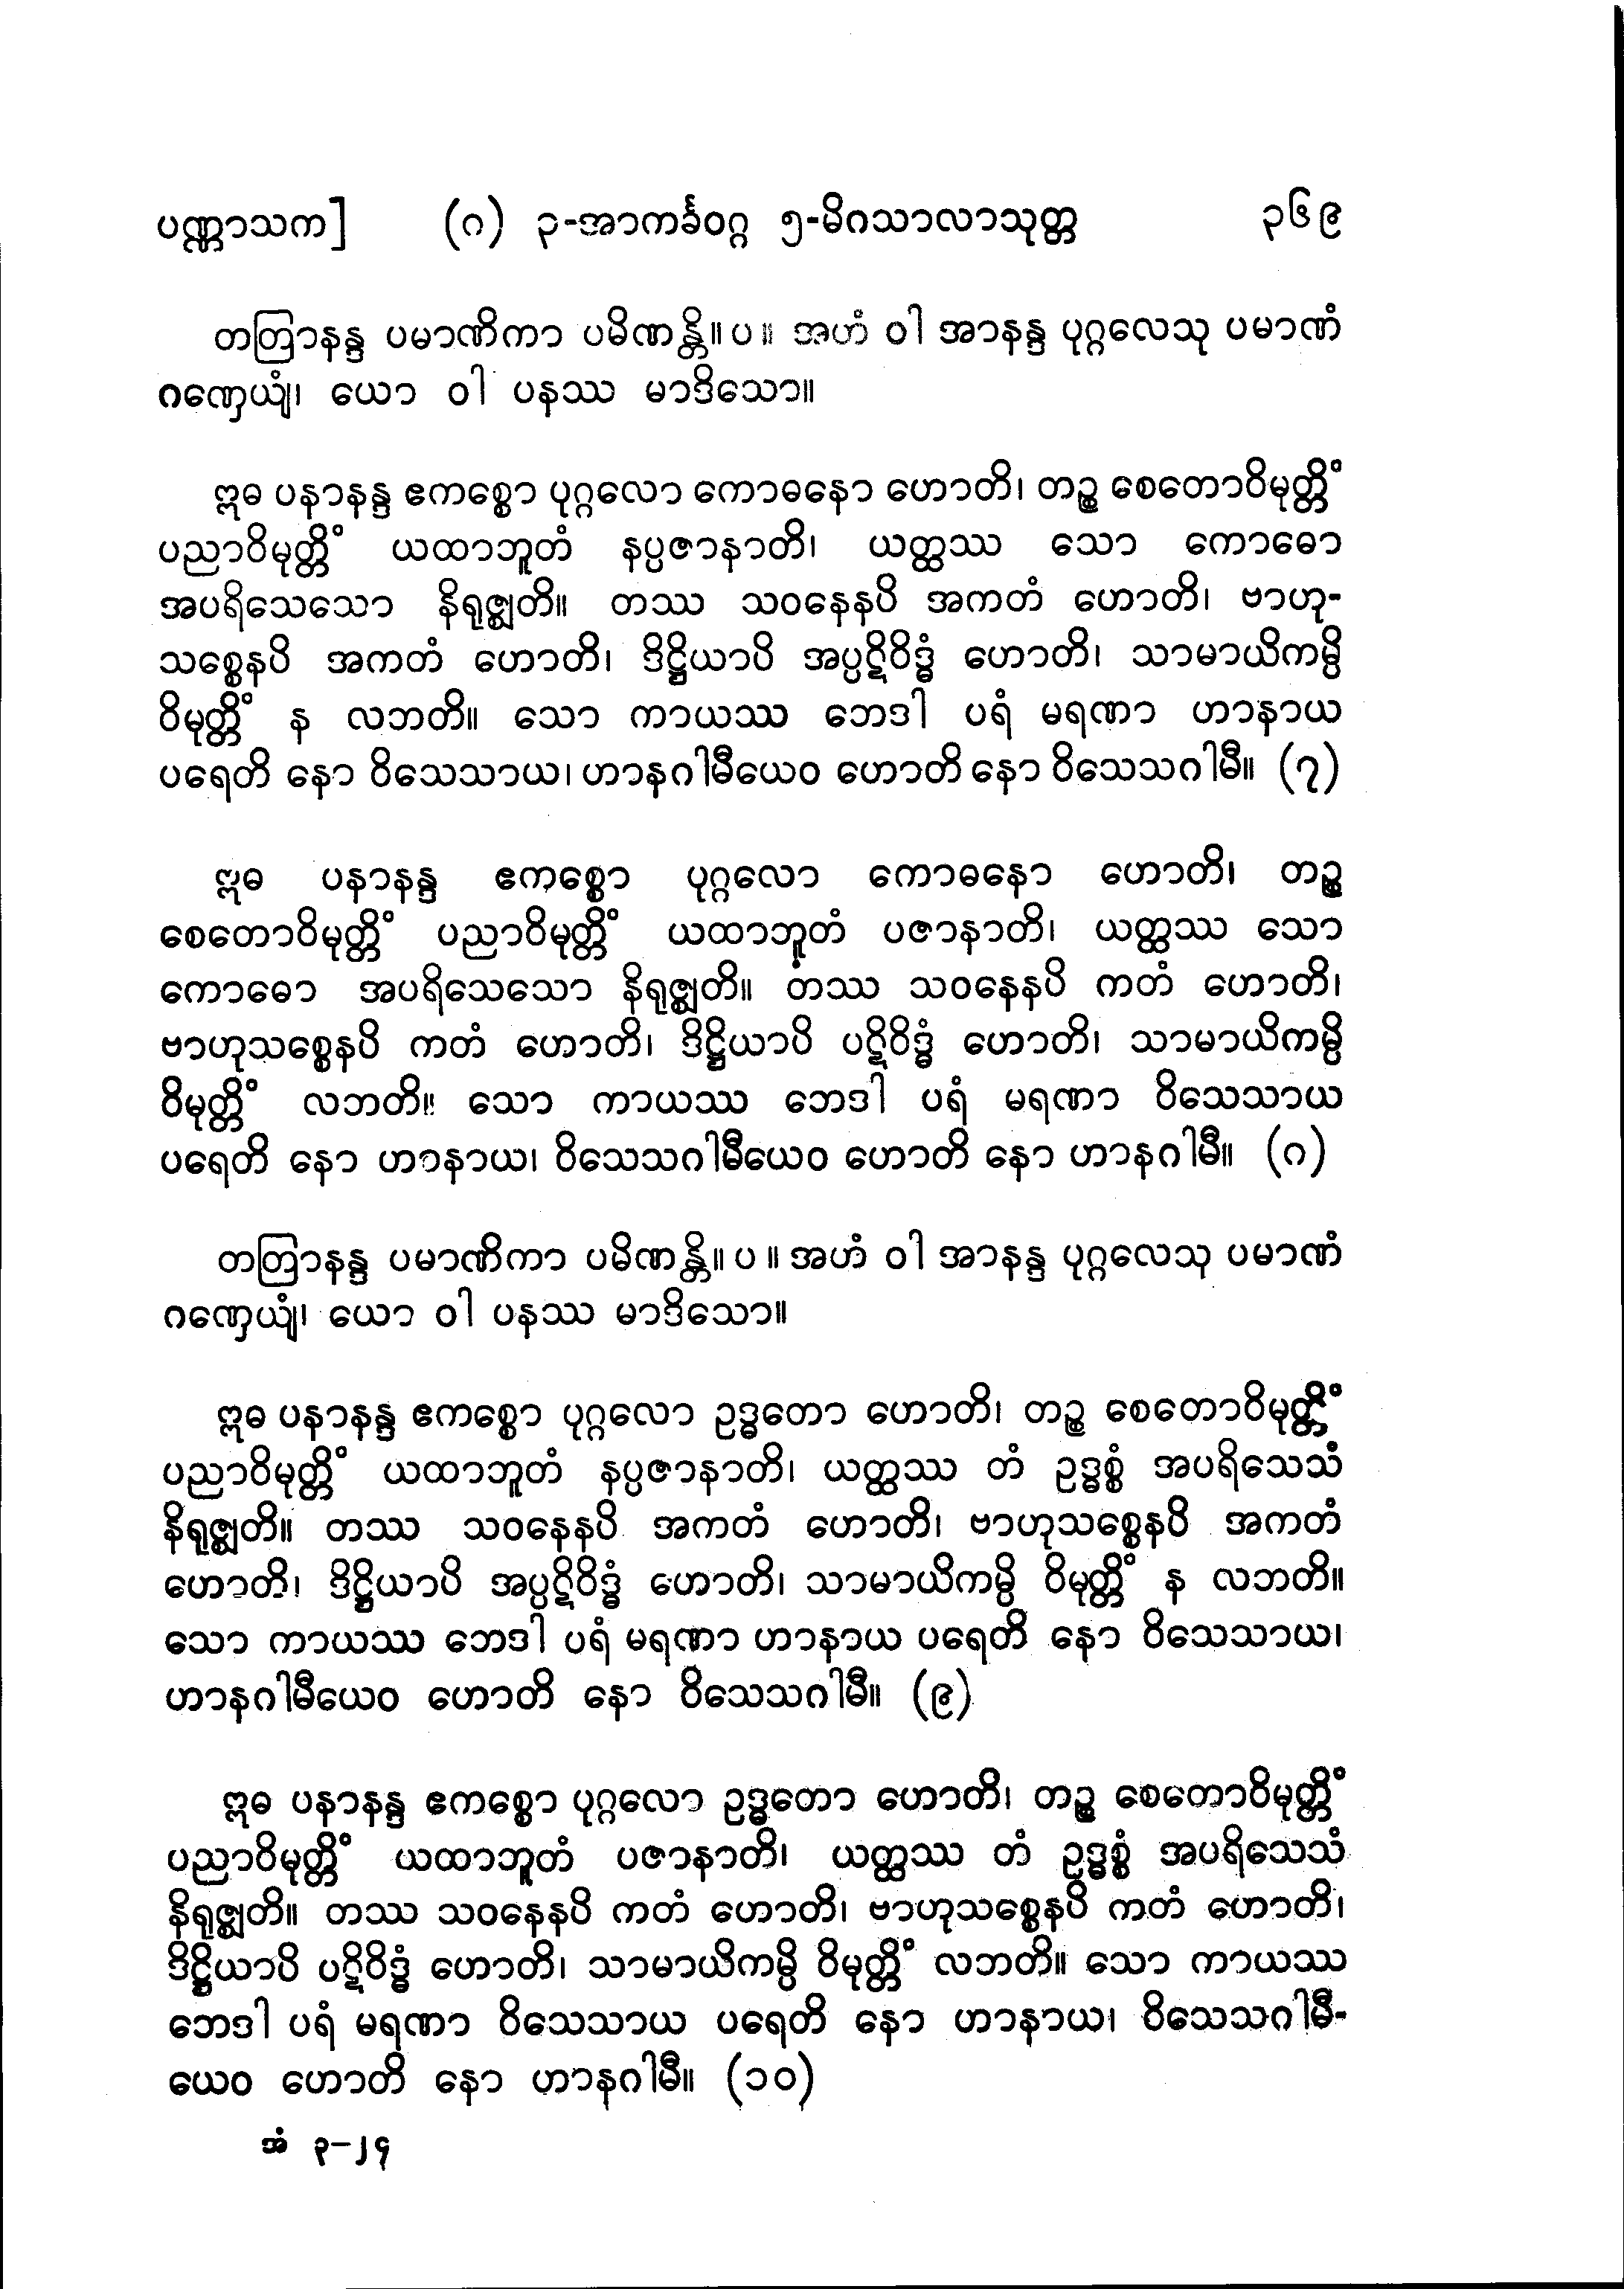 ပဏ္ဏာသက] (ဂ) ၃-အာကင်္ခဝဂ္ဂ ၅-မိဂသာလာသုတ္တ ၃၆၉
တတြာနန္ဒ ပမာဏိကာ ပမိဏန္တိ။ပ။ အဟံ ဝါ အာနန္ဒ ပုဂ္ဂလေသု ပမာဏံ
ဂဏှေယျံ၊ ယော ဝါ ပနဿ မာဒိသော။
ဣဓ ပနာနန္ဒ ဧကစ္စော ပုဂ္ဂလော ကောဓနော ဟောတိ၊ တဉ္စ စေတောဝိမုတ္တိံ
ပညာဝိမုတ္တိံ ယထာဘူတံ နပ္ပဇာနာတိ၊ ယတ္ထဿ သော ကောဓော
အပရိသေသော နိရုဇ္ဈတိ။ တဿ သဝနေနပိ အကတံ ဟောတိ၊ ဗာဟု-
သစ္စေနပိ အကတံ ဟောတိ၊ ဒိဋ္ဌိယာပိ အပ္ပဋိဝိဒ္ဓံ ဟောတိ၊ သာမာယိကမ္ပိ
ဝိမုတ္တိံ န လဘတိ။ သော ကာယဿ ဘေဒါ ပရံ မရဏာ ဟာနာယ
ပရေတိ နော ဝိသေသာယ၊ ဟာနဂါမီယေဝ ဟောတိ နော ဝိသေသဂါမီ။ (၇)
ဣဓ ပနာနန္ဒ ဧကစ္စော ပုဂ္ဂလော ကောဓနော ဟောတိ၊ တဉ္စ
စေတောဝိမုတ္တိံ ပညာဝိမုတ္တိံ ယထာဘူတံ ပဇာနာတိ၊ ယတ္ထဿ သော
ကောဓော အပရိသေသော နိရုဇ္ဈတိ။ တဿ သဝနေနပိ ကတံ ဟောတိ၊
ဗာဟုသစ္စေနပိ ကတံ ဟောတိ၊ ဒိဋ္ဌိယာပိ ပဋိဝိဒ္ဓံ ဟောတိ၊ သာမာယိကမ္ပိ
ဝိမုတ္တိံ လဘတိ။ သော ကာယဿ ဘေဒါ ပရံ မရဏာ ဝိသေသာယ
ပရေတိ နော ဟာနာယ၊ ဝိသေသဂါမီယေဝ ဟောတိ နော ဟာနဂါမီ။ (ဂ)
တတြာနန္ဒ ပမာဏိကာ ပမိဏန္တိ။ပ။ အဟံ ဝါ အာနန္ဒ ပုဂ္ဂလေသု ပမာဏံ
ဂဏှေယျံ၊ ယော ဝါ ပနဿ မာဒိသော။
ဣဓ ပနာနန္ဒ ဧကစ္စော ပုဂ္ဂလော ဥဒ္ဓတော ဟောတိ၊ တဉ္စ စေတောဝိမုတ္တိံ
ပညာဝိမုတ္တိံ ယထာဘူတံ နပ္ပဇာနာတိ၊ ယတ္ထဿ တံ ဥဒ္ဓစ္စံ အပရိသေသံ
နိရုဇ္ဈတိ။ တဿ သဝနေနပိ အကတံ ဟောတိ၊ ဗာဟုသစ္စေနပိ အကတံ
ဟောတိ၊ ဒိဋ္ဌိယာပိ အပ္ပဋိဝိဒ္ဓံ ဟောတိ၊ သာမာယိကမ္ပိ ဝိမုတ္တိံ န လဘတိ။
သော ကာယဿ ဘေဒါ ပရံ မရဏာ ဟာနာယ ပရေတိ နော ဝိသေသာယ၊
ဟာနဂါမီယေဝ ဟောတိ နော ဝိသေသဂါမီ။ (၉)
ဣဓ ပနာနန္ဒ ဧကစ္စော ပုဂ္ဂလော ဥဒ္ဓတော ဟောတိ၊ တဉ္စ စေတောဝိမုတ္တိံ
ပညာဝိမုတ္တိံ ယထာဘူတံ ပဇာနာတိ၊ ယတ္ထဿ တံ ဥဒ္ဓစ္စံ အပရိသေသံ
နိရုဇ္ဈတိ။ တဿ သဝနေနပိ ကတံ ဟောတိ၊ ဗာဟုသစ္စေနပိ ကတံ ဟောတိ၊
ဒိဋ္ဌိယာပိ ပဋိဝိဒ္ဓံ ဟောတိ၊ သာမာယိကမ္ပိ ဝိမုတ္တိံ လဘတိ။ သော ကာယဿ
ဘေဒါ ပရံ မရဏာ ဝိသေသာယ ပရေတိ နော ဟာနာယ၊ ဝိသေသဂါမီ-
ယေဝ ဟောတိ နော ဟာနဂါမီ။ (၁၀)
အံ ၃−၂၄